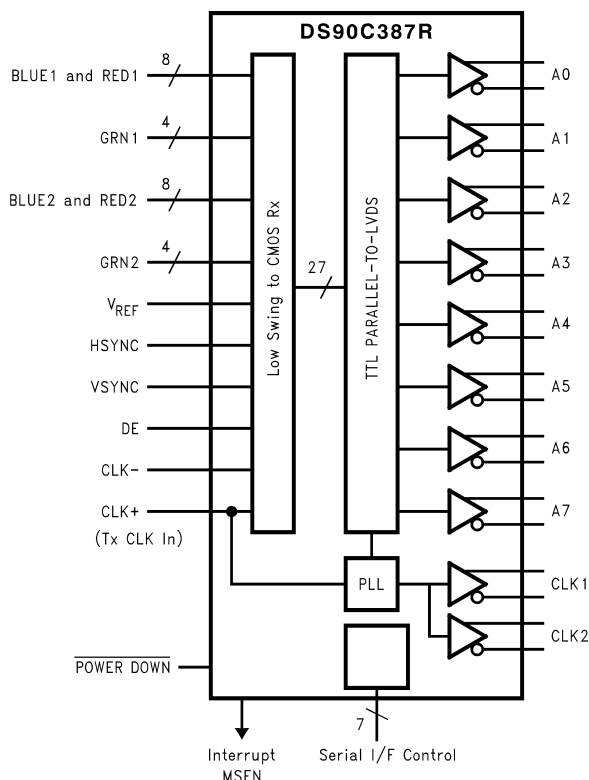 DS90C387R
BLUE1 and RED1
8
A0
GRN1
4
A1
BLUE2 and RED2
8
A2
GRN2
4
A3
VREF
HSYNC
VSYNC
DE
CLK-
CLK+
(Tx CLK In)
Low Swing to CMOS Rx
27
TTL PARALLEL-TO-LVDS
A4
A5
A6
A7
PLL
CLK1
CLK2
POWER DOWN
7
Interrupt
MSEN
Serial I/F Control